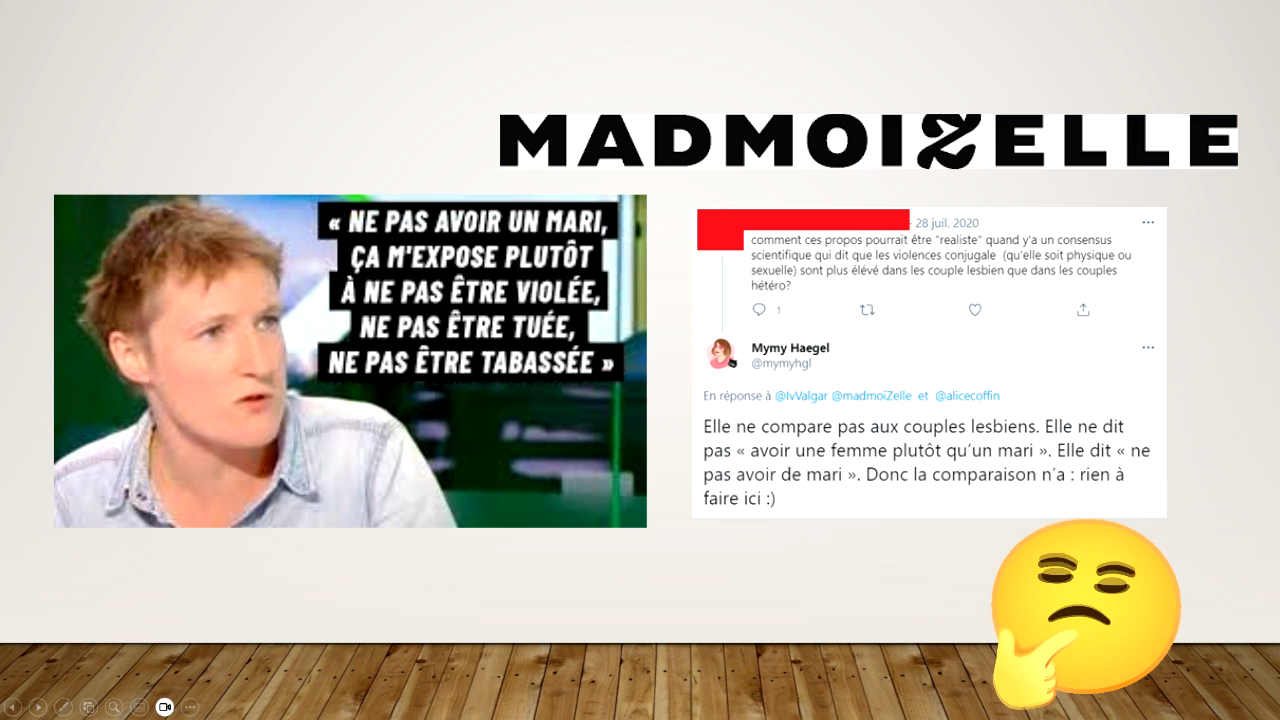 MADMOIZELLE
« NE PAS AVOIR UN MARI,
ÇA M'EXPOSE PLUTÔT
À NE PAS ÊTRE VIOLÉE,
NE PAS ÊTRE TUÉE,
NE PAS ÊTRE TABASSÉE »
· 28 juil. 2020
comment ces propos pourrait être "realiste" quand y'a un consensus
scientifique qui dit que les violences conjugale (qu'elle soit physique ou
sexuelle) sont plus élévé dans les couple lesbien que dans les couples
hétéro?
1
Mymy Haegel
@mymyhgl
En réponse à @IvValgar @madmoiZelle et @alicecoffin
Elle ne compare pas aux couples lesbiens. Elle ne dit
pas « avoir une femme plutôt qu'un mari ». Elle dit « ne
pas avoir de mari ». Donc la comparaison n'a : rien à
faire ici :)